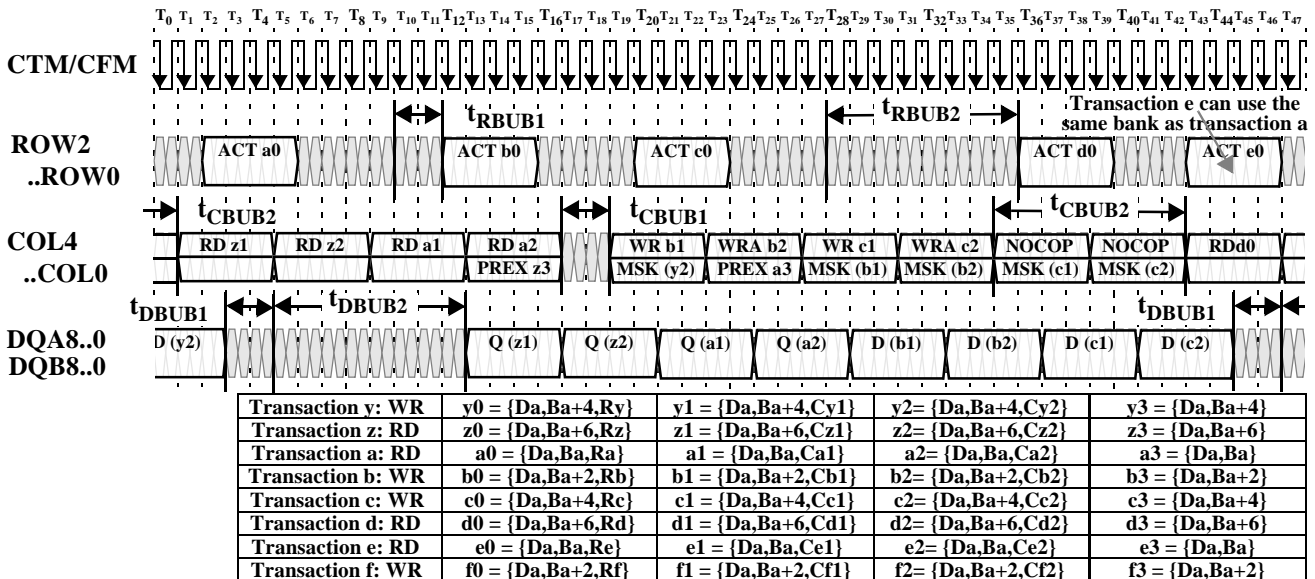 T0 T1 T2 T3 T4 T5 T6 T7 T8 T9 T10 T11 T12 T13 T14 T15 T16 T17 T18 T19 T20 T21 T22 T23 T24 T25 T26 T27 T28 T29 T30 T31 T32 T33 T34 T35 T36 T37 T38 T39 T40 T41 T42 T43 T44 T45 T46 T47
CTM/CFM
tRBUB1 tRBUB2 Transaction e can use the
same bank as transaction a
ROW2
..ROW0
ACT a0 ACT b0 ACT c0 ACT d0 ACT e0
tCBUB2 tCBUB1 tCBUB2
COL4
..COL0
RD z1 RD z2 RD a1 RD a2 WR b1 WRA b2 WR c1 WRA c2 NOCOP NOCOP RDd0
PREX z3 MSK (y2) PREX a3 MSK (b1) MSK (b2) MSK (c1) MSK (c2)
tDBUB1 tDBUB2 tDBUB1
DQA8..0
DQB8..0
D (y2) Q (z1) Q (z2) Q (a1) Q (a2) D (b1) D (b2) D (c1) D (c2)
Transaction y: WR y0 = {Da,Ba+4,Ry} y1 = {Da,Ba+4,Cy1} y2= {Da,Ba+4,Cy2} y3 = {Da,Ba+4}
Transaction z: RD z0 = {Da,Ba+6,Rz} z1 = {Da,Ba+6,Cz1} z2= {Da,Ba+6,Cz2} z3 = {Da,Ba+6}
Transaction a: RD a0 = {Da,Ba,Ra} a1 = {Da,Ba,Ca1} a2= {Da,Ba,Ca2} a3 = {Da,Ba}
Transaction b: WR b0 = {Da,Ba+2,Rb} b1 = {Da,Ba+2,Cb1} b2= {Da,Ba+2,Cb2} b3 = {Da,Ba+2}
Transaction c: WR c0 = {Da,Ba+4,Rc} c1 = {Da,Ba+4,Cc1} c2= {Da,Ba+4,Cc2} c3 = {Da,Ba+4}
Transaction d: RD d0 = {Da,Ba+6,Rd} d1 = {Da,Ba+6,Cd1} d2= {Da,Ba+6,Cd2} d3 = {Da,Ba+6}
Transaction e: RD e0 = {Da,Ba,Re} e1 = {Da,Ba,Ce1} e2= {Da,Ba,Ce2} e3 = {Da,Ba}
Transaction f: WR f0 = {Da,Ba+2,Rf} f1 = {Da,Ba+2,Cf1} f2= {Da,Ba+2,Cf2} f3 = {Da,Ba+2}